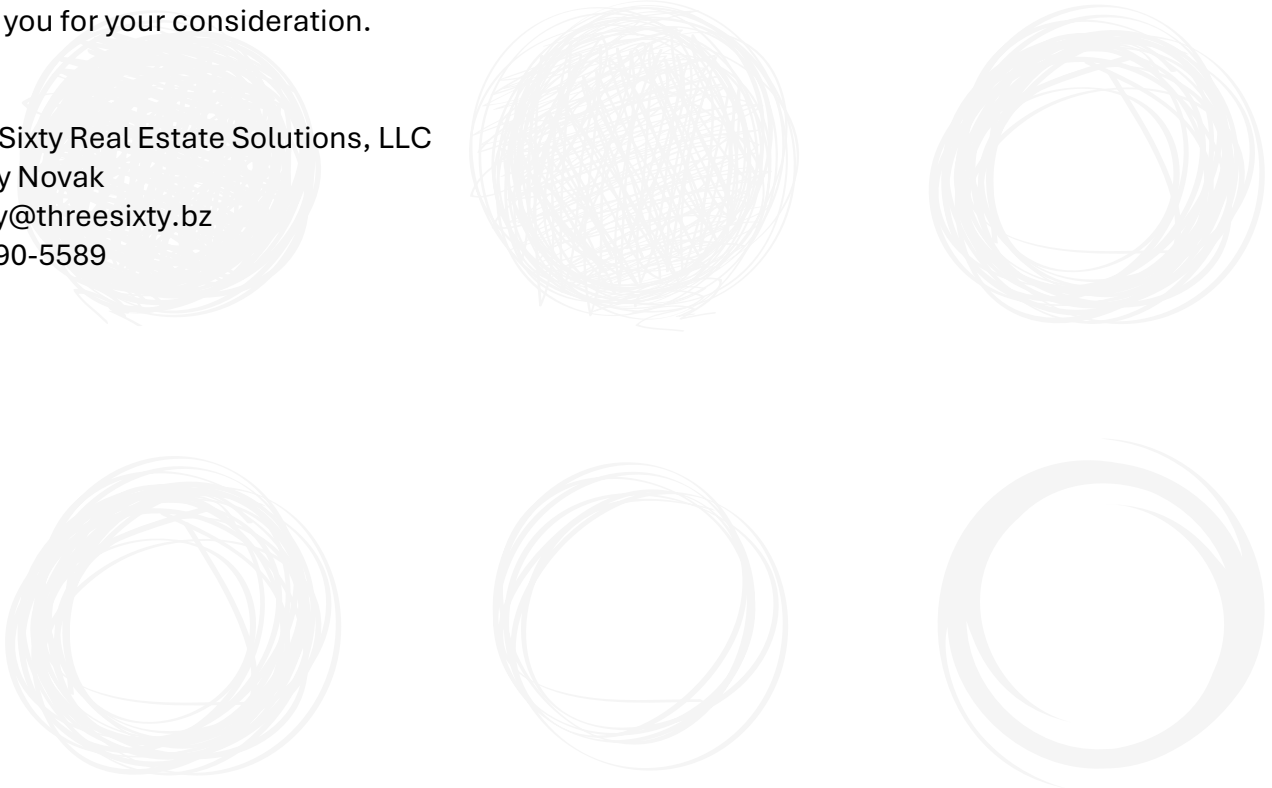 you for your consideration.
Sixty Real Estate Solutions, LLC
y Novak
y@threesixty.bz
90-5589